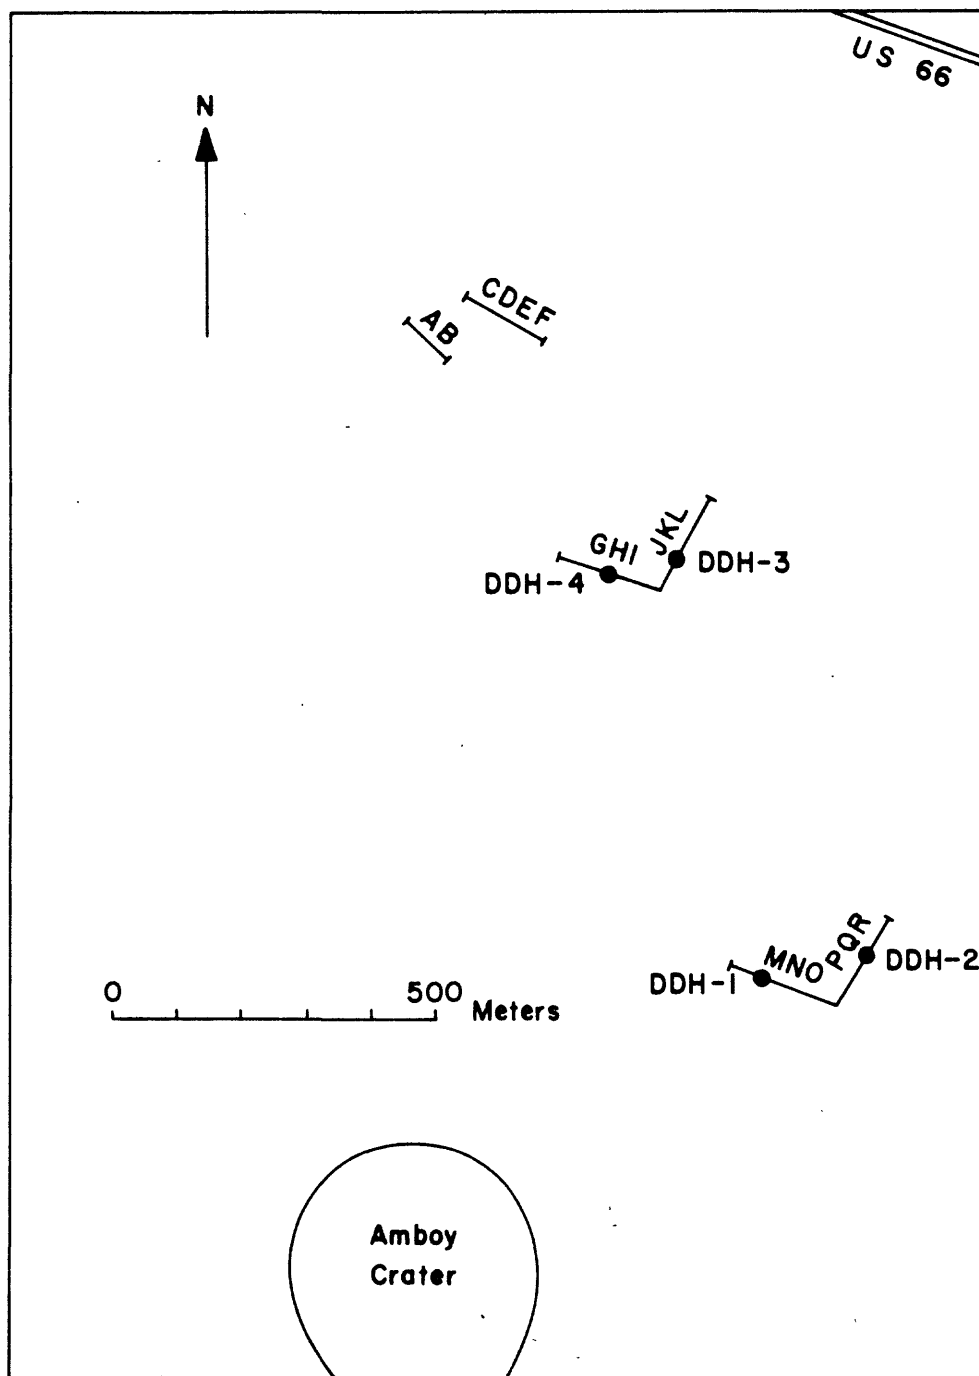 US 66
N
CDEF
AB
JKL
GHI
DDH-3
DDH-4
PQR
MNO
DDH-2
DDH-1
0 500 Meters
Amboy
Crater